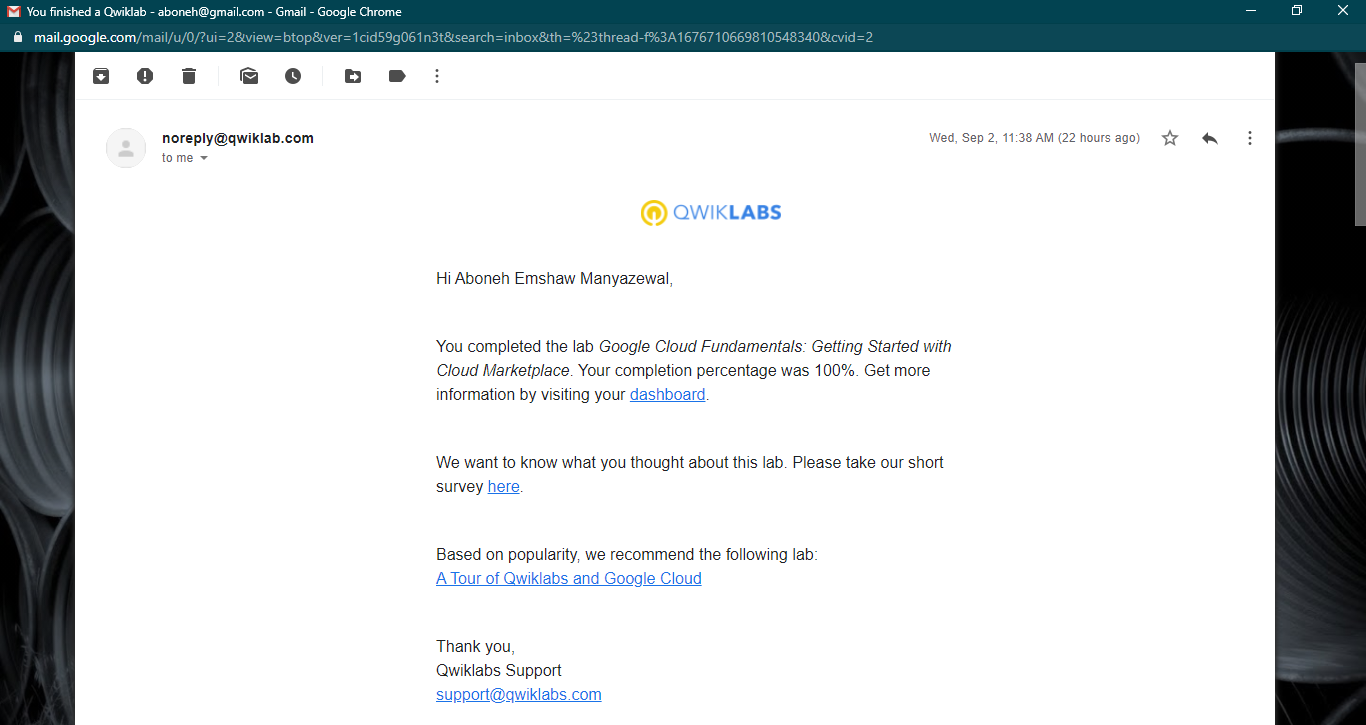 You finished a Qwiklab - aboneh@gmail.com - Gmail - Google Chrome
mail.google.com/mail/u/0/?ui=2&view=btop&ver=1cid59g061n3t&search=inbox&th=%23thread-f%3A1676710669810548340&cvid=2
noreply@qwiklab.com
Wed, Sep 2, 11:38 AM (22 hours ago)
to me
QWIKLABS
Hi Aboneh Emshaw Manyazewal,
You completed the lab Google Cloud Fundamentals: Getting Started with
Cloud Marketplace. Your completion percentage was 100%. Get more
information by visiting your dashboard.
We want to know what you thought about this lab. Please take our short
survey here.
Based on popularity, we recommend the following lab:
A Tour of Qwiklabs and Google Cloud
Thank you,
Qwiklabs Support
support@qwiklabs.com